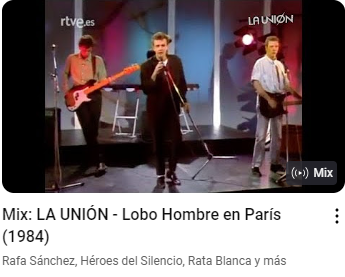 rtve.es
LA UNIÓN
Mix
Mix: LA UNIÓN - Lobo Hombre en París
(1984)
Rafa Sánchez, Héroes del Silencio, Rata Blanca y más